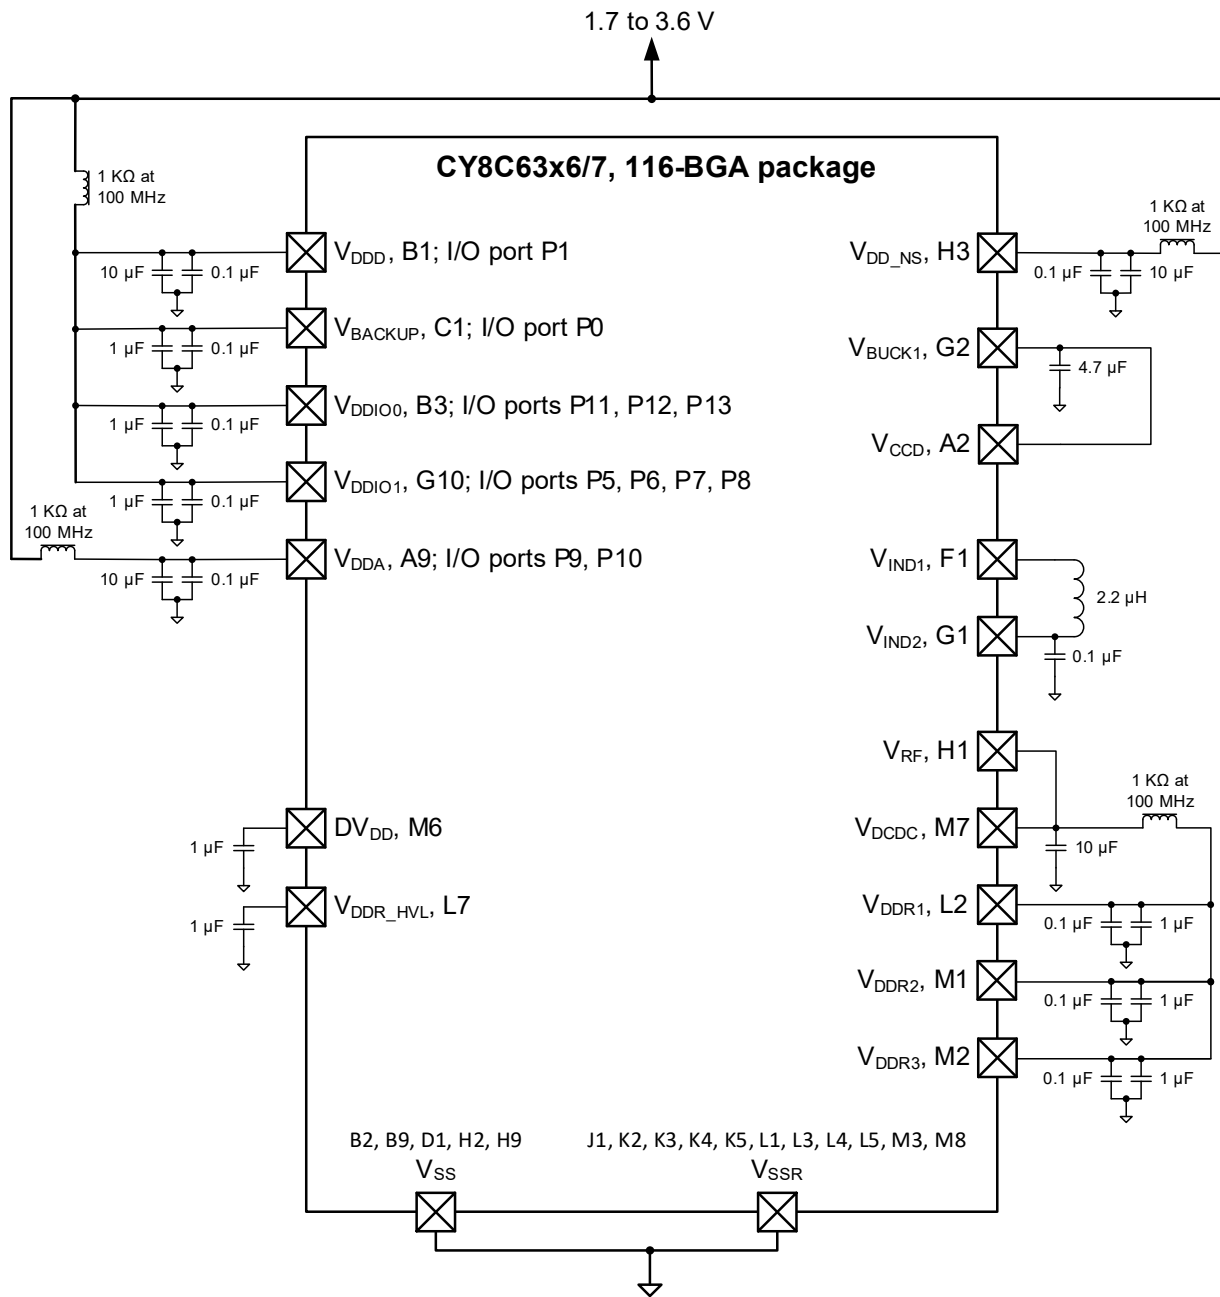 1.7 to 3.6 V
CY8C63x6/7, 116-BGA package
1 KΩ at
100 MHz
VDDD, B1; I/O port P1
10 µF
0.1 µF
VBACKUP, C1; I/O port P0
1 µF
0.1 µF
VDDIO0, B3; I/O ports P11, P12, P13
1 µF
0.1 µF
VDDIO1, G10; I/O ports P5, P6, P7, P8
1 µF
0.1 µF
1 KΩ at
100 MHz
VDDA, A9; I/O ports P9, P10
10 µF
0.1 µF
DVDD, M6
1 µF
VDDR_HVL, L7
1 µF
1 KΩ at
100 MHz
VDD_NS, H3
0.1 µF
10 µF
VBUCK1, G2
4.7 µF
VCCD, A2
VIND1, F1
2.2 µH
VIND2, G1
0.1 µF
VRF, H1
1 KΩ at
100 MHz
VDCDC, M7
10 µF
VDDR1, L2
0.1 µF
1 µF
VDDR2, M1
0.1 µF
1 µF
VDDR3, M2
0.1 µF
1 µF
B2, B9, D1, H2, H9
VSS
J1, K2, K3, K4, K5, L1, L3, L4, L5, M3, M8
VSSR